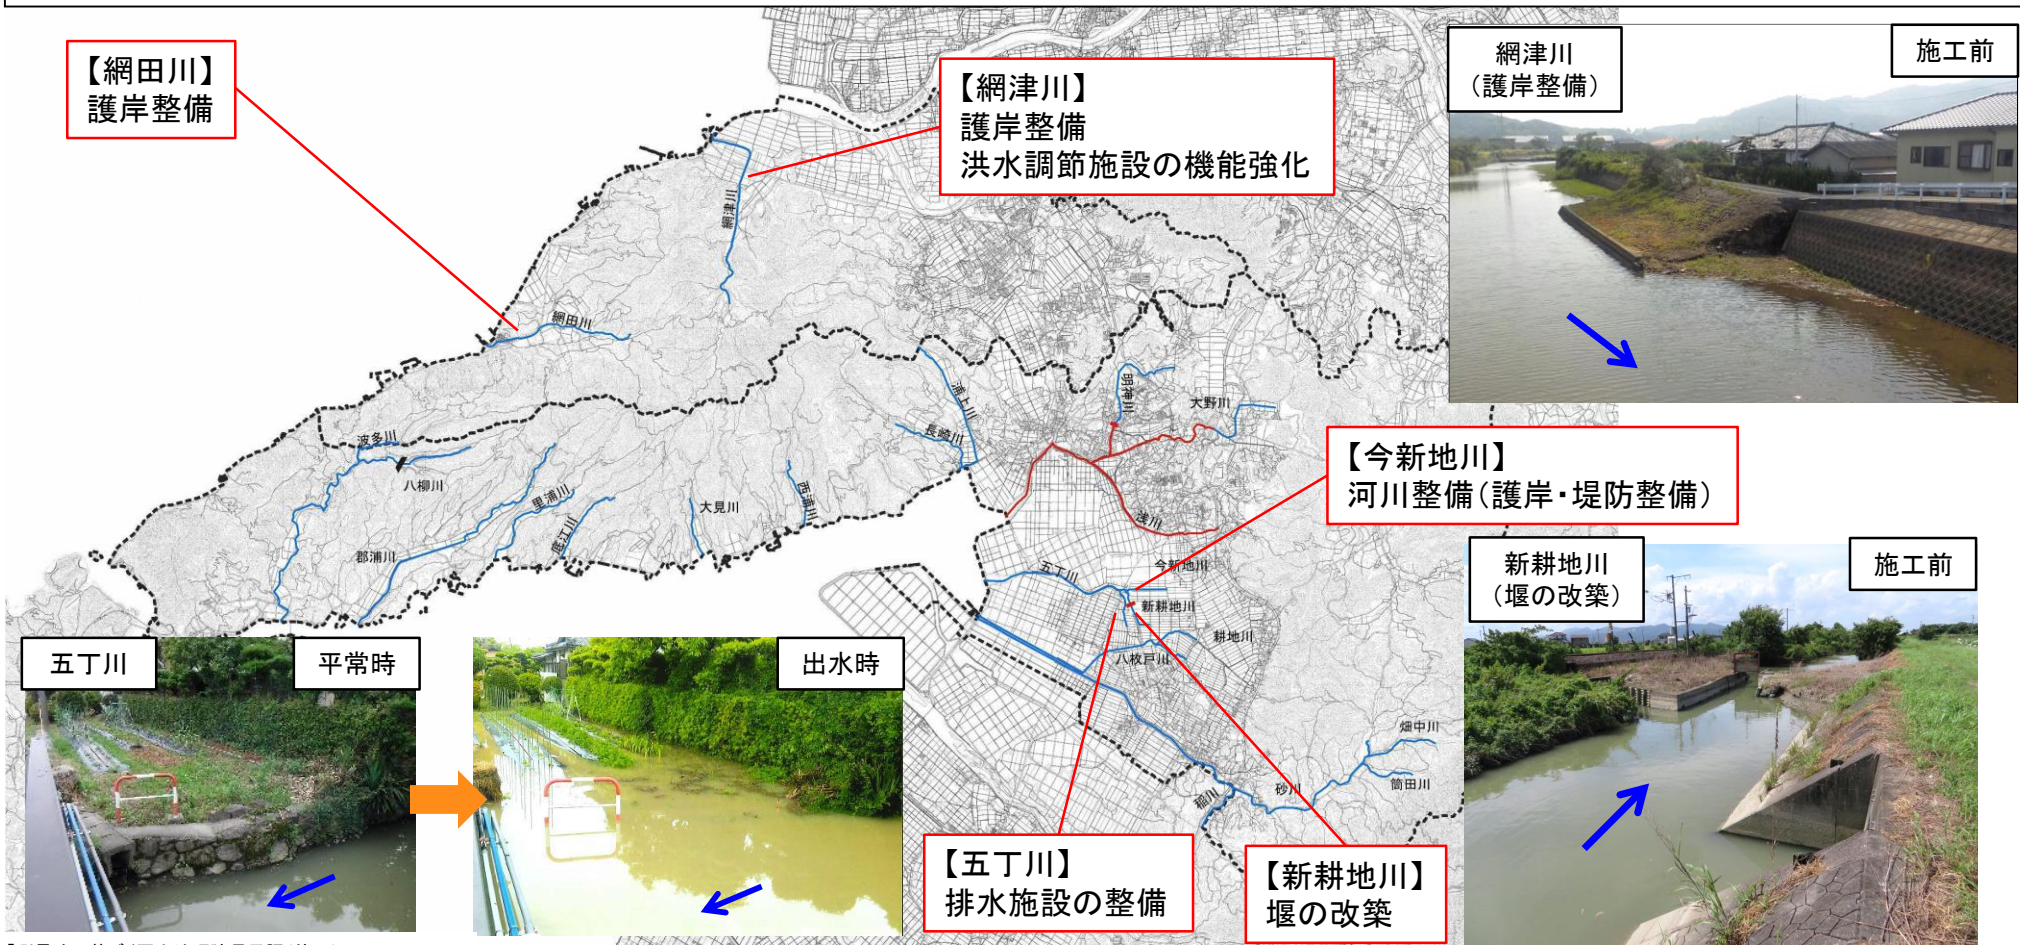 【網田川】
護岸整備
【網津川】
護岸整備
洪水調節施設の機能強化
網津川
（護岸整備）
施工前
網津川
網田川
波多川
八柳川
郡浦川
里浦川
底江川
大見川
西浦川
浦上川
長崎川
明神川
大野川
浅川
【今新地川】
河川整備（護岸・堤防整備）
五丁川
今新地川
新耕地川
耕地川
八枚戸川
新耕地川
（堰の改築）
施工前
五丁川
平常時
出水時
畑中川
筒田川
砂川
稲川
【五丁川】
排水施設の整備
【新耕地川】
堰の改築